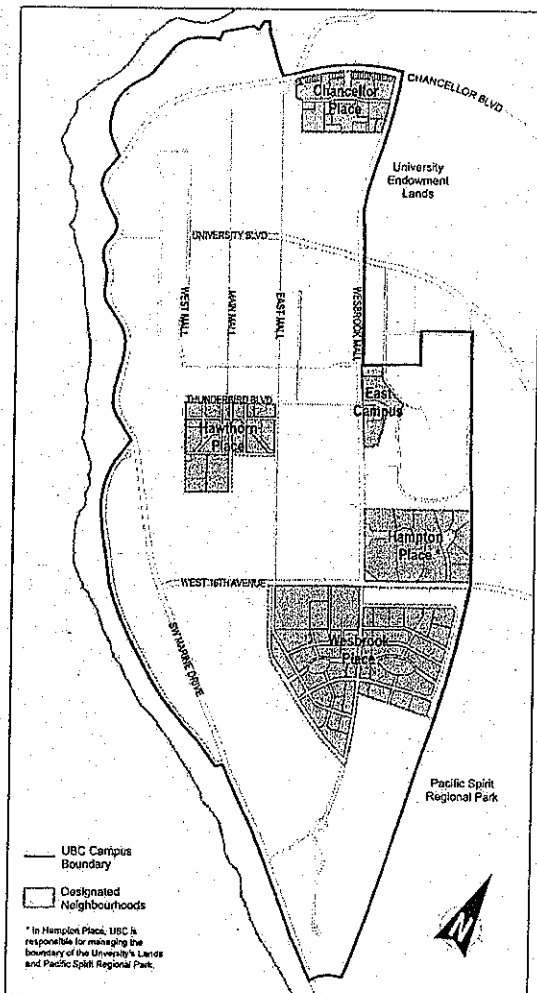 Chancellor
Place
CHANCELLOR BLVD
University
Endowment
Lands
UNIVERSITY BLVD
WEST MALL
MAIN MALL
EAST MALL
WESBROOK MALL
THUNDERBIRD BLVD
East
Campus
Hawthorn
Place
Hampton
Place *
WEST 16TH AVENUE
Wesbrook
Place
SW MARINE DRIVE
Pacific Spirit
Regional Park
UBC Campus
Boundary
Designated
Neighbourhoods
* In Hampton Place, UBC is
responsible for managing the
boundary of the University's Lands
and Pacific Spirit Regional Park.
N